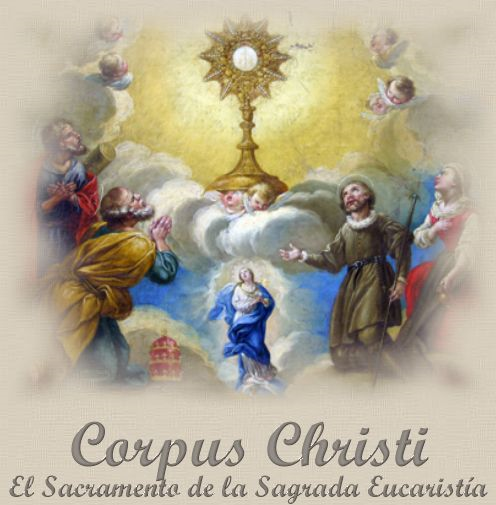 Corpus Christi
El Sacramento de la Sagrada Eucaristía